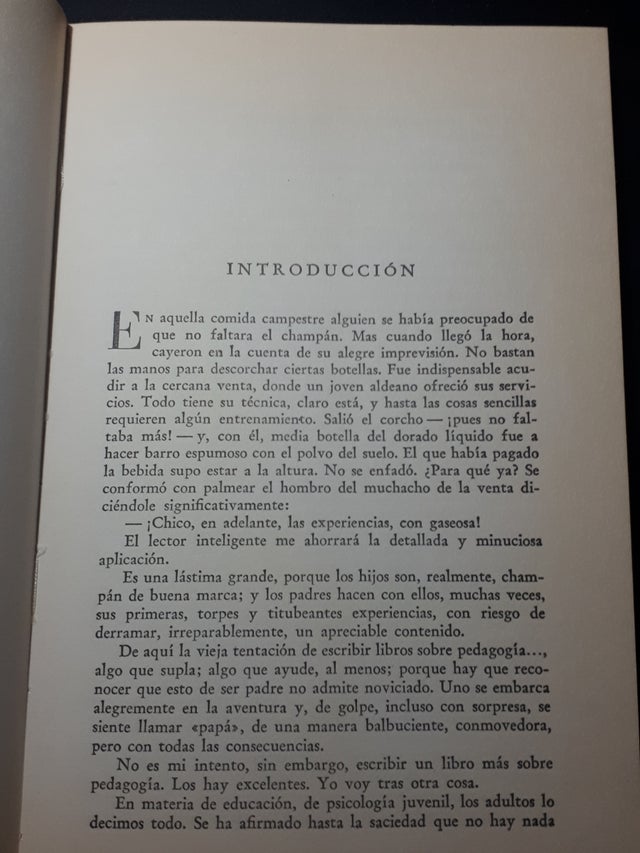 INTRODUCCIÓN
EN aquella comida campestre alguien se había preocupado de
que no faltara el champán. Mas cuando llegó la hora,
cayeron en la cuenta de su alegre imprevisión. No bastan
las manos para descorchar ciertas botellas. Fue indispensable acu-
dir a la cercana venta, donde un joven aldeano ofreció sus servi-
cios. Todo tiene su técnica, claro está, y hasta las cosas sencillas
requieren algún entrenamiento. Salió el corcho — ¡pues no fal-
taba más! — y, con él, media botella del dorado líquido fue a
hacer barro espumoso con el polvo del suelo. El que había pagado
la bebida supo estar a la altura. No se enfadó. ¿Para qué ya? Se
conformó con palmear el hombro del muchacho de la venta di-
ciéndole significativamente:
— ¡Chico, en adelante, las experiencias, con gaseosa!
El lector inteligente me ahorrará la detallada y minuciosa
aplicación.
Es una lástima grande, porque los hijos son, realmente, cham-
pán de buena marca; y los padres hacen con ellos, muchas veces,
sus primeras, torpes y titubeantes experiencias, con riesgo de
derramar, irreparablemente, un apreciable contenido.
De aquí la vieja tentación de escribir libros sobre pedagogía...,
algo que supla; algo que ayude, al menos; porque hay que reco-
nocer que esto de ser padre no admite noviciado. Uno se embarca
alegremente en la aventura y, de golpe, incluso con sorpresa, se
siente llamar «papá», de una manera balbuciente, conmovedora,
pero con todas las consecuencias.
No es mi intento, sin embargo, escribir un libro más sobre
pedagogía. Los hay excelentes. Yo voy tras otra cosa.
En materia de educación, de psicología juvenil, los adultos lo
decimos todo. Se ha afirmado hasta la saciedad que no hay nada